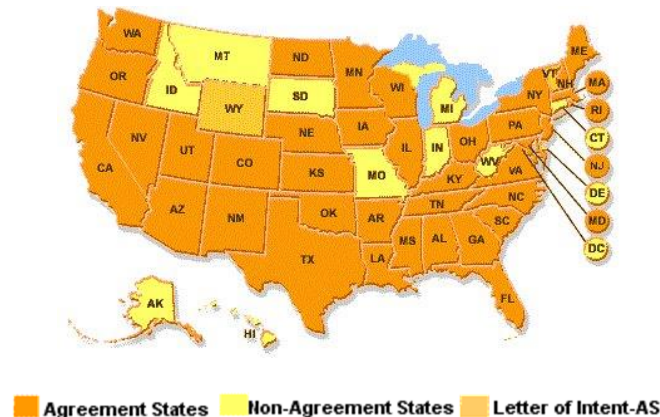 WA
MT
ND
MN
VT
ME
OR
ID
SD
WI
NH
MA
WY
MI
NY
RI
NE
IA
PA
CT
NV
IL
IN
OH
NJ
UT
CO
WV
CA
KS
MO
KY
VA
DE
MD
AZ
NM
OK
AR
TN
NC
DC
SC
MS
AL
GA
TX
LA
FL
AK
HI
Agreement States
Non-Agreement States
Letter of Intent-AS